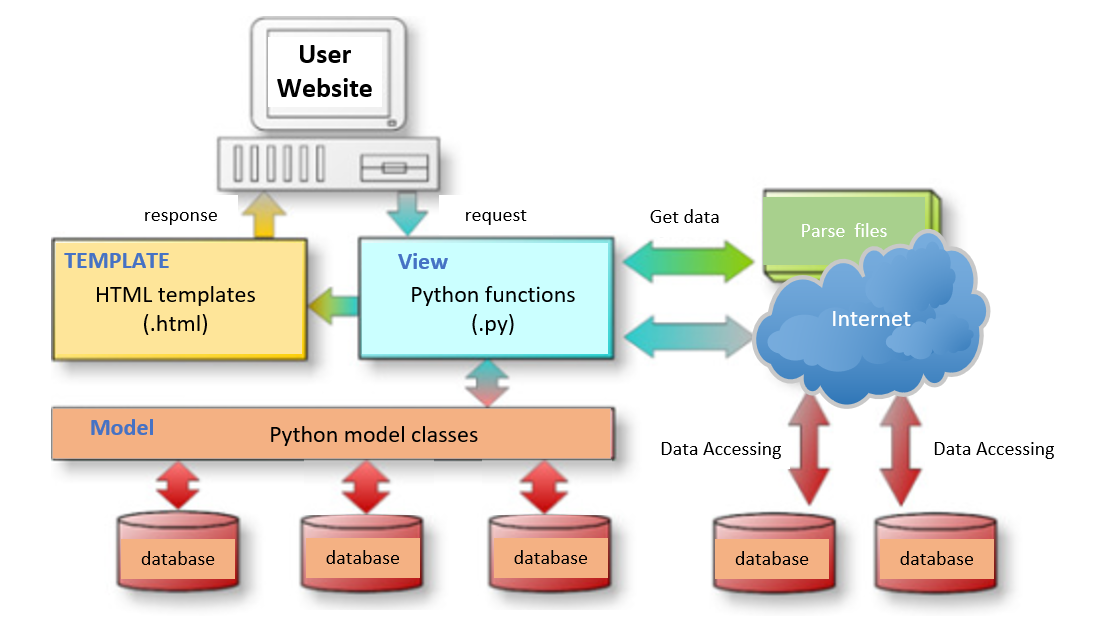 User
Website
response
request
Get data
Parse files
TEMPLATE
HTML templates
(.html)
View
Python functions
(.py)
Internet
Model
Python model classes
Data Accessing
Data Accessing
database
database
database
database
database